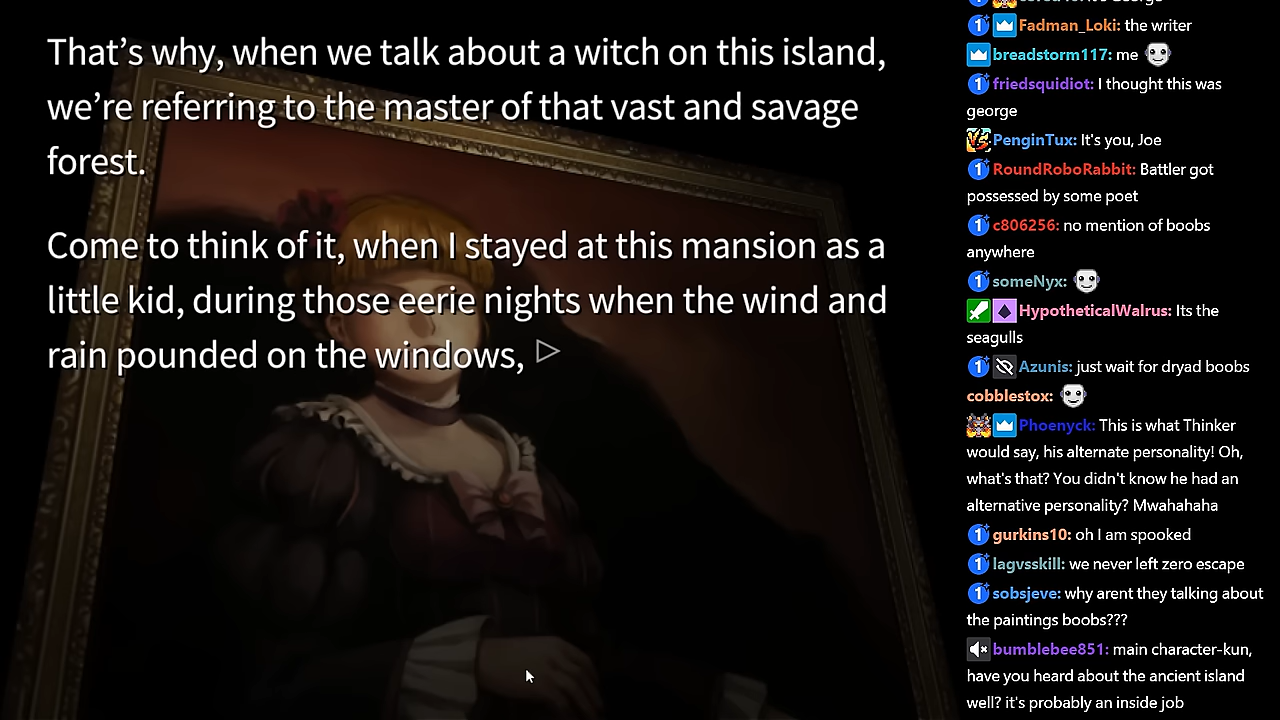 That’s why, when we talk about a witch on this island,
we’re referring to the master of that vast and savage
forest.
Come to think of it, when I stayed at this mansion as a
little kid, during those eerie nights when the wind and
rain pounded on the windows,
Fadman_Loki: the writer
breadstorm117: me
friedsquidiot: I thought this was
george
PenginTux: It's you, Joe
RoundRoboRabbit: Battler got
possessed by some poet
c806256: no mention of boobs
anywhere
someNyx:
HypotheticalWalrus: Its the
seagulls
Azunis: just wait for dryad boobs
cobblestox:
Phoenyck: This is what Thinker
would say, his alternate personality! Oh,
what's that? You didn't know he had an
alternative personality? Mwahahaha
gurkins10: oh I am spooked
lagvsskill: we never left zero escape
sobsjeve: why arent they talking about
the paintings boobs???
bumblebee851: main character-kun,
have you heard about the ancient island
well? it's probably an inside job